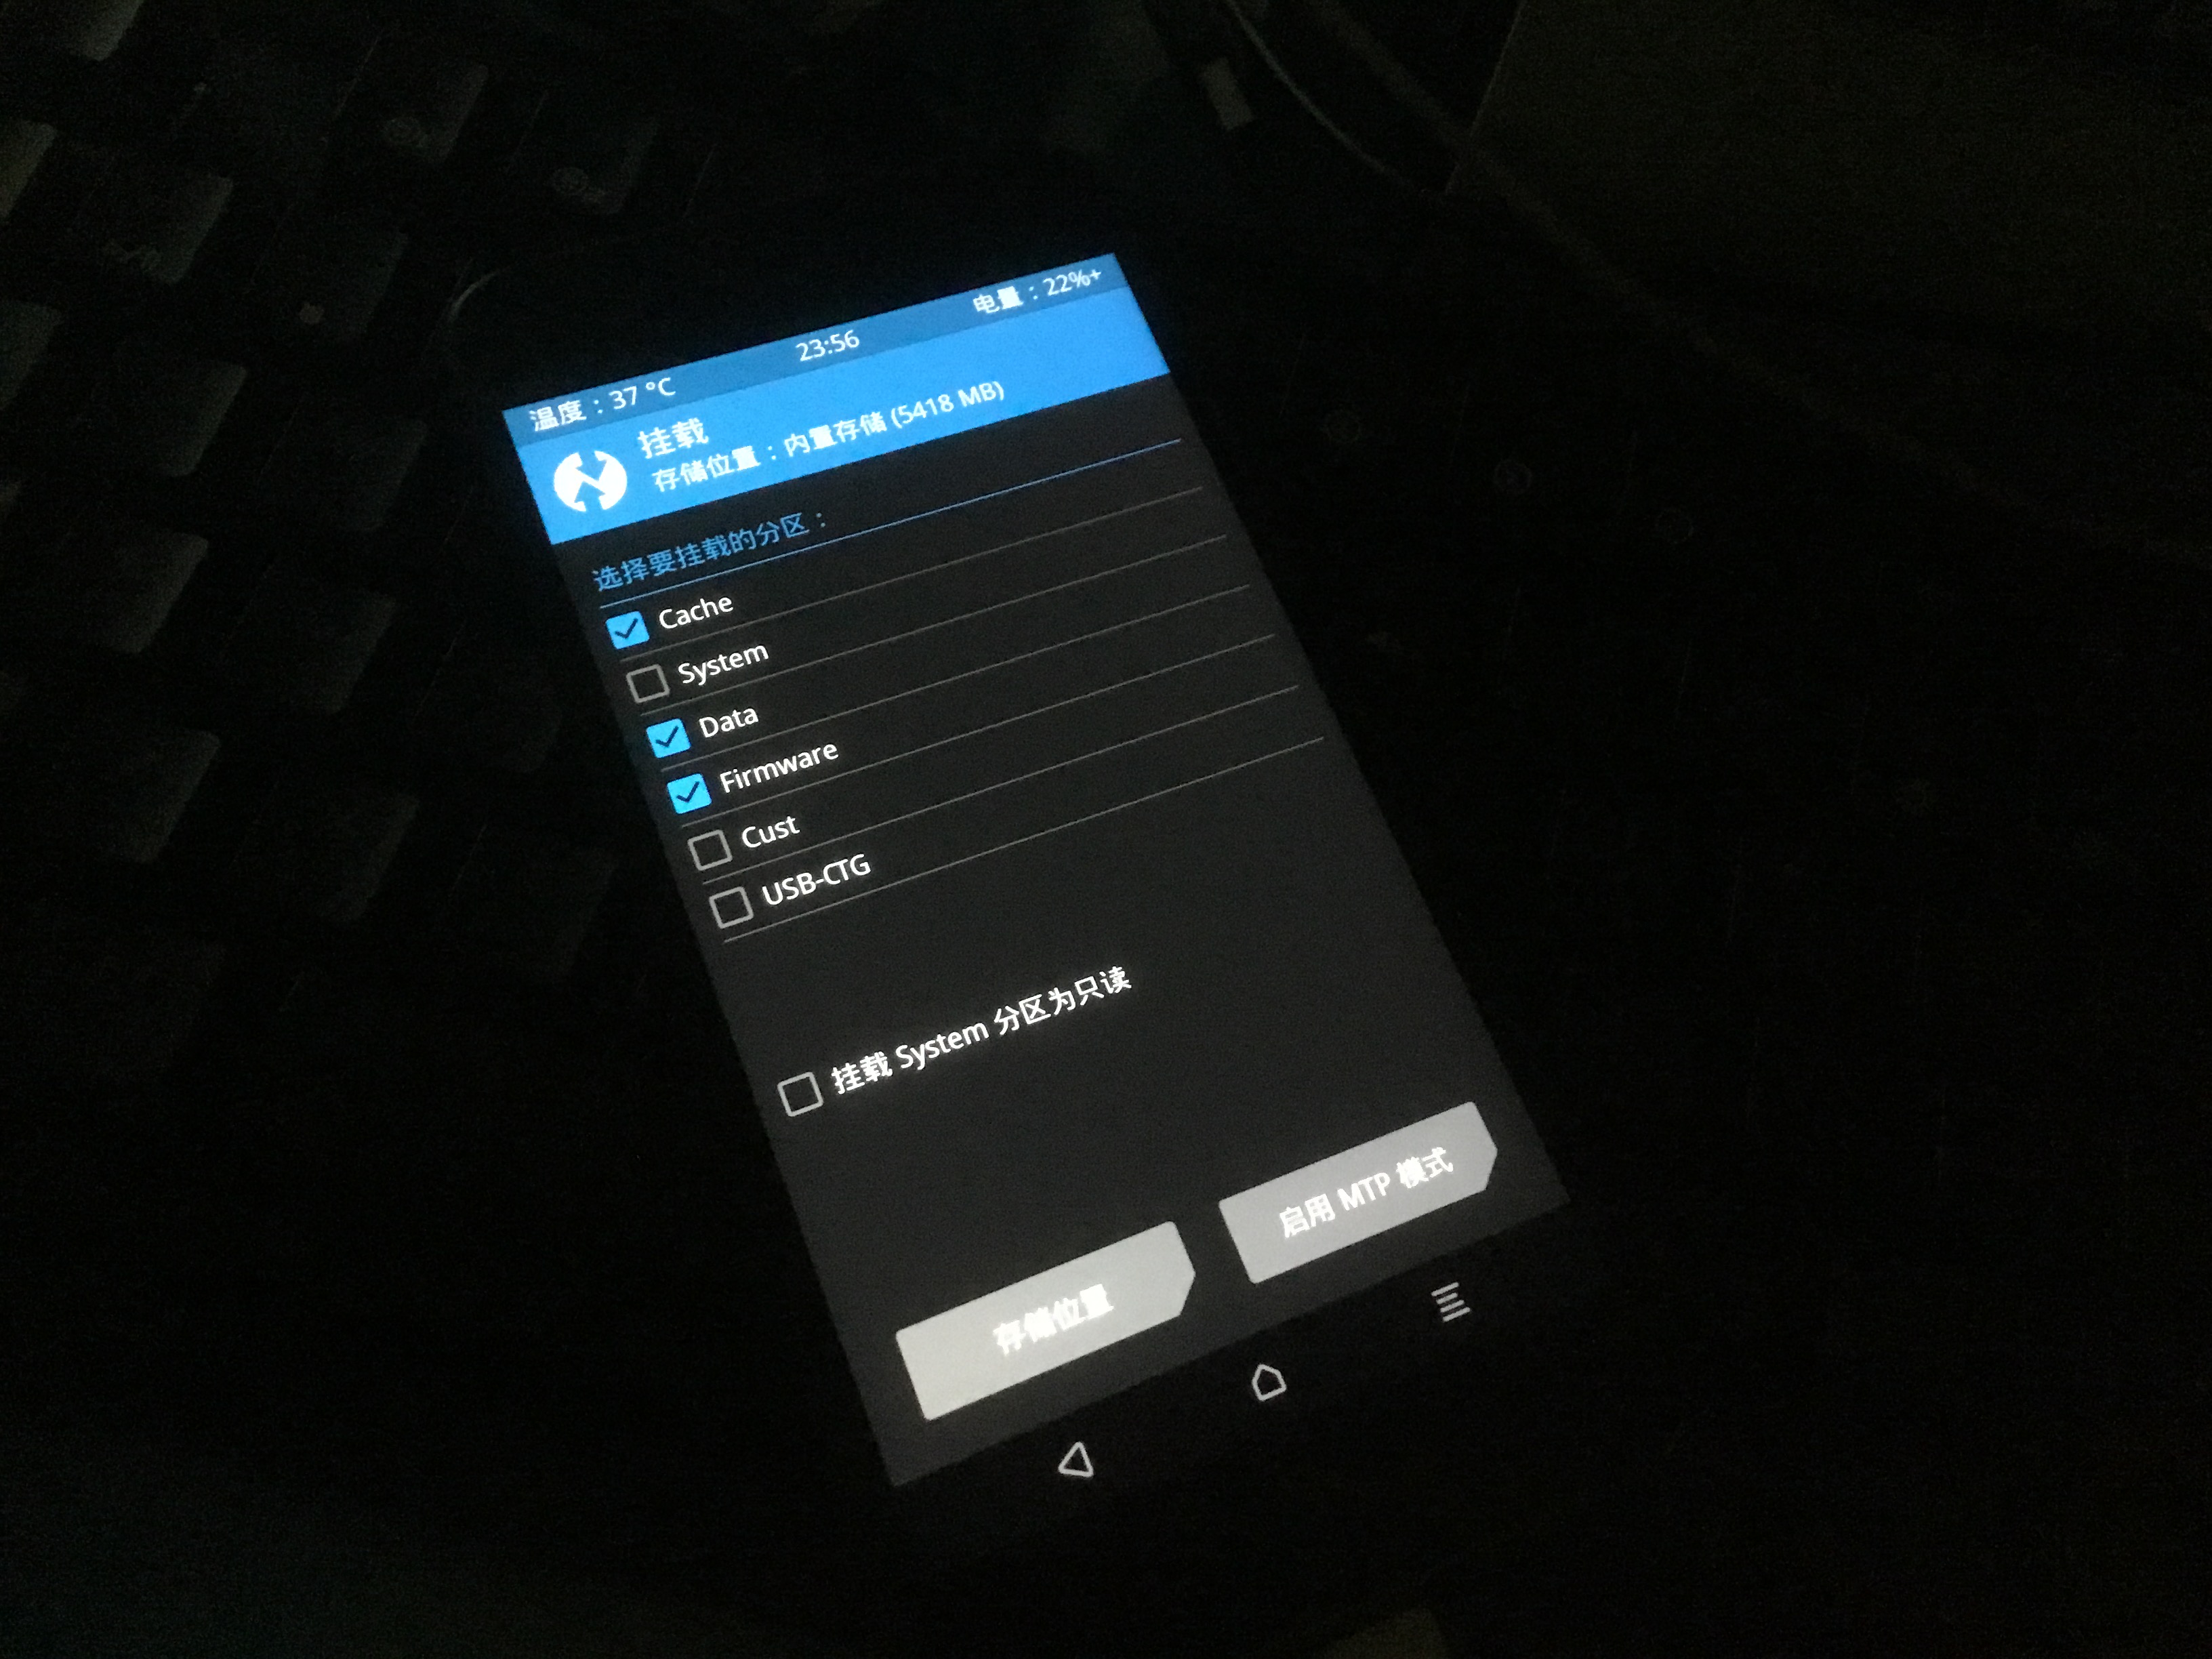 温度：37 °C
23:56
电量：22%+
挂载
存储位置：内置存储 (5418 MB)
选择要挂载的分区：
Cache
System
Data
Firmware
Cust
USB-CTG
挂载 System 分区为只读
存储位置
启用 MTP 模式